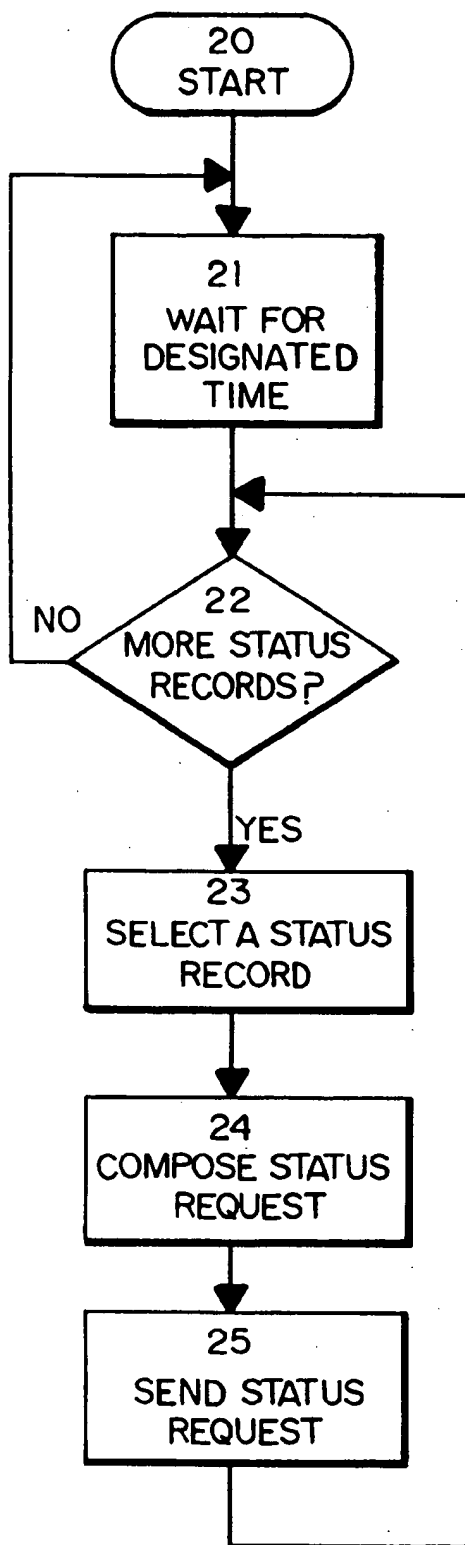 20
START
21
WAIT FOR
DESIGNATED
TIME
22
MORE STATUS
RECORDS?
NO
YES
23
SELECT A STATUS
RECORD
24
COMPOSE STATUS
REQUEST
25
SEND STATUS
REQUEST